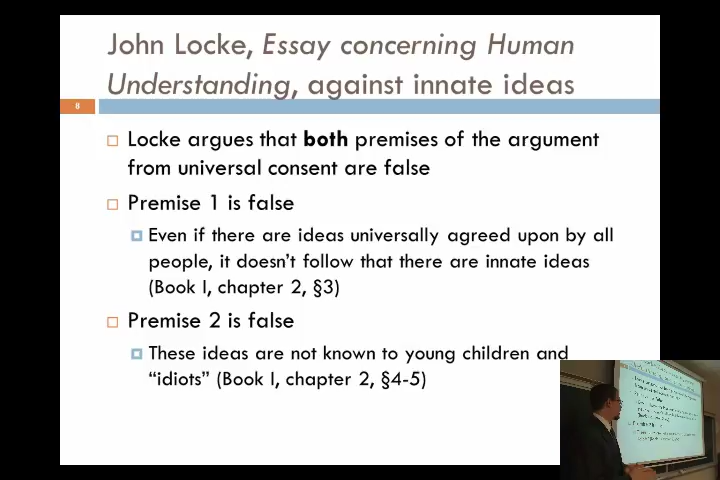 John Locke, Essay concerning Human
Understanding, against innate ideas
8
Locke argues that both premises of the argument
from universal consent are false
Premise 1 is false
Even if there are ideas universally agreed upon by all
people, it doesn't follow that there are innate ideas
(Book I, chapter 2, §3)
Premise 2 is false
These ideas are not known to young children and
“idiots” (Book I, chapter 2, §4-5)